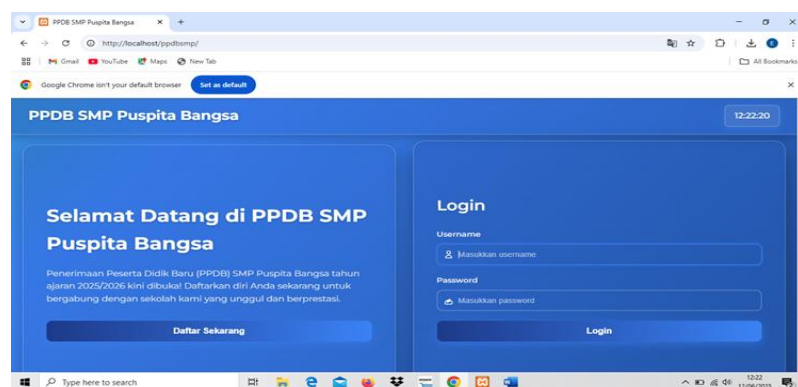 PPDB SMP Puspita Bangsa
http://localhost/ppdbsmp/
Gmail YouTube Maps New Tab All Bookmarks
Google Chrome isn't your default browser Set as default
PPDB SMP Puspita Bangsa 12:22:20
Selamat Datang di PPDB SMP
Puspita Bangsa
Penerimaan Peserta Didik Baru (PPDB) SMP Puspita Bangsa tahun
ajaran 2025/2026 kini dibuka! Daftarkan diri Anda sekarang untuk
bergabung dengan sekolah kami yang unggul dan berprestasi.
Daftar Sekarang
Login
Username
Masukkan username
Password
Masukkan password
Login
Type here to search
12:22
12/06/2025